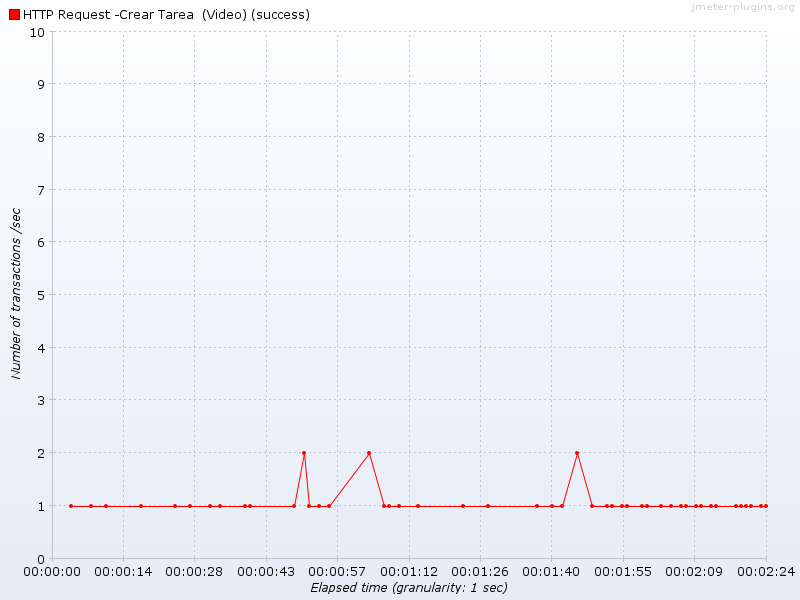 jmeter-plugins.org
HTTP Request -Crear Tarea  (Video) (success)
10
9
8
7
6
5
4
3
2
1
0
Number of transactions /sec
00:00:00 00:00:14 00:00:28 00:00:43 00:00:57 00:01:12 00:01:26 00:01:40 00:01:55 00:02:09 00:02:24
Elapsed time (granularity: 1 sec)